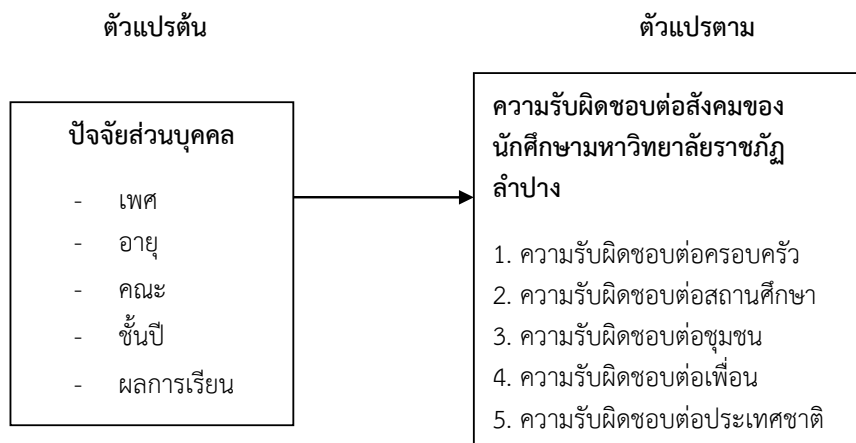 ตัวแปรต้น
ตัวแปรตาม
ปัจจัยส่วนบุคคล
- เพศ
- อายุ
- คณะ
- ชั้นปี
- ผลการเรียน
ความรับผิดชอบต่อสังคมของ
นักศึกษามหาวิทยาลัยราชภัฏ
ลำปาง
1. ความรับผิดชอบต่อครอบครัว
2. ความรับผิดชอบต่อสถานศึกษา
3. ความรับผิดชอบต่อชุมชน
4. ความรับผิดชอบต่อเพื่อน
5. ความรับผิดชอบต่อประเทศชาติ